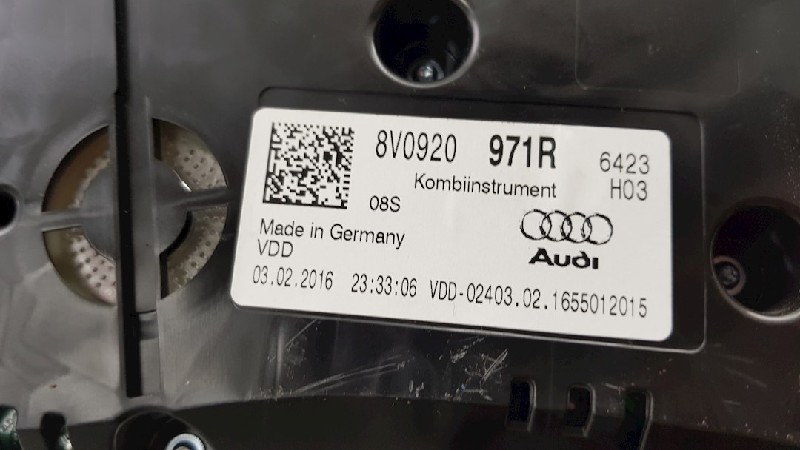 8V0920 971R 6423
Kombiinstrument H03
08S
Made in Germany Audi
VDD
03.02.2016 23:33:06 VDD-02403.02.1655012015